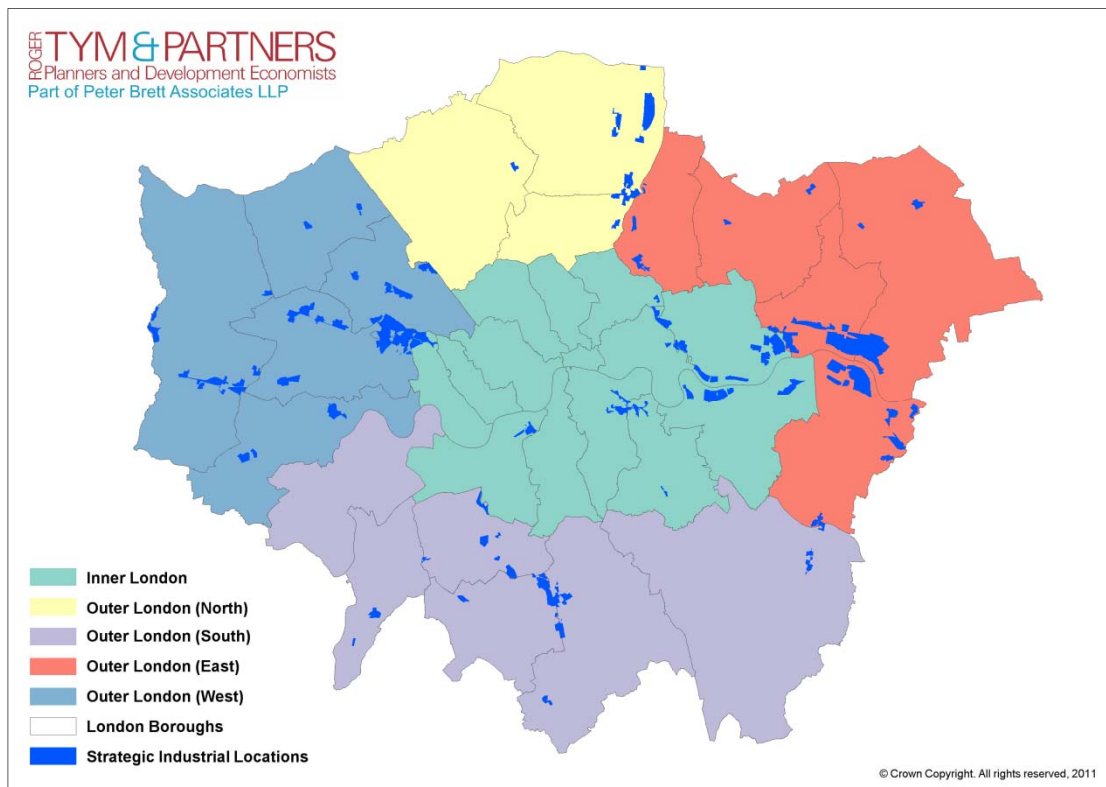 ROGER
TYM & PARTNERS
Planners and Development Economists
Part of Peter Brett Associates LLP
Inner London
Outer London (North)
Outer London (South)
Outer London (East)
Outer London (West)
London Boroughs
Strategic Industrial Locations
© Crown Copyright. All rights reserved, 2011